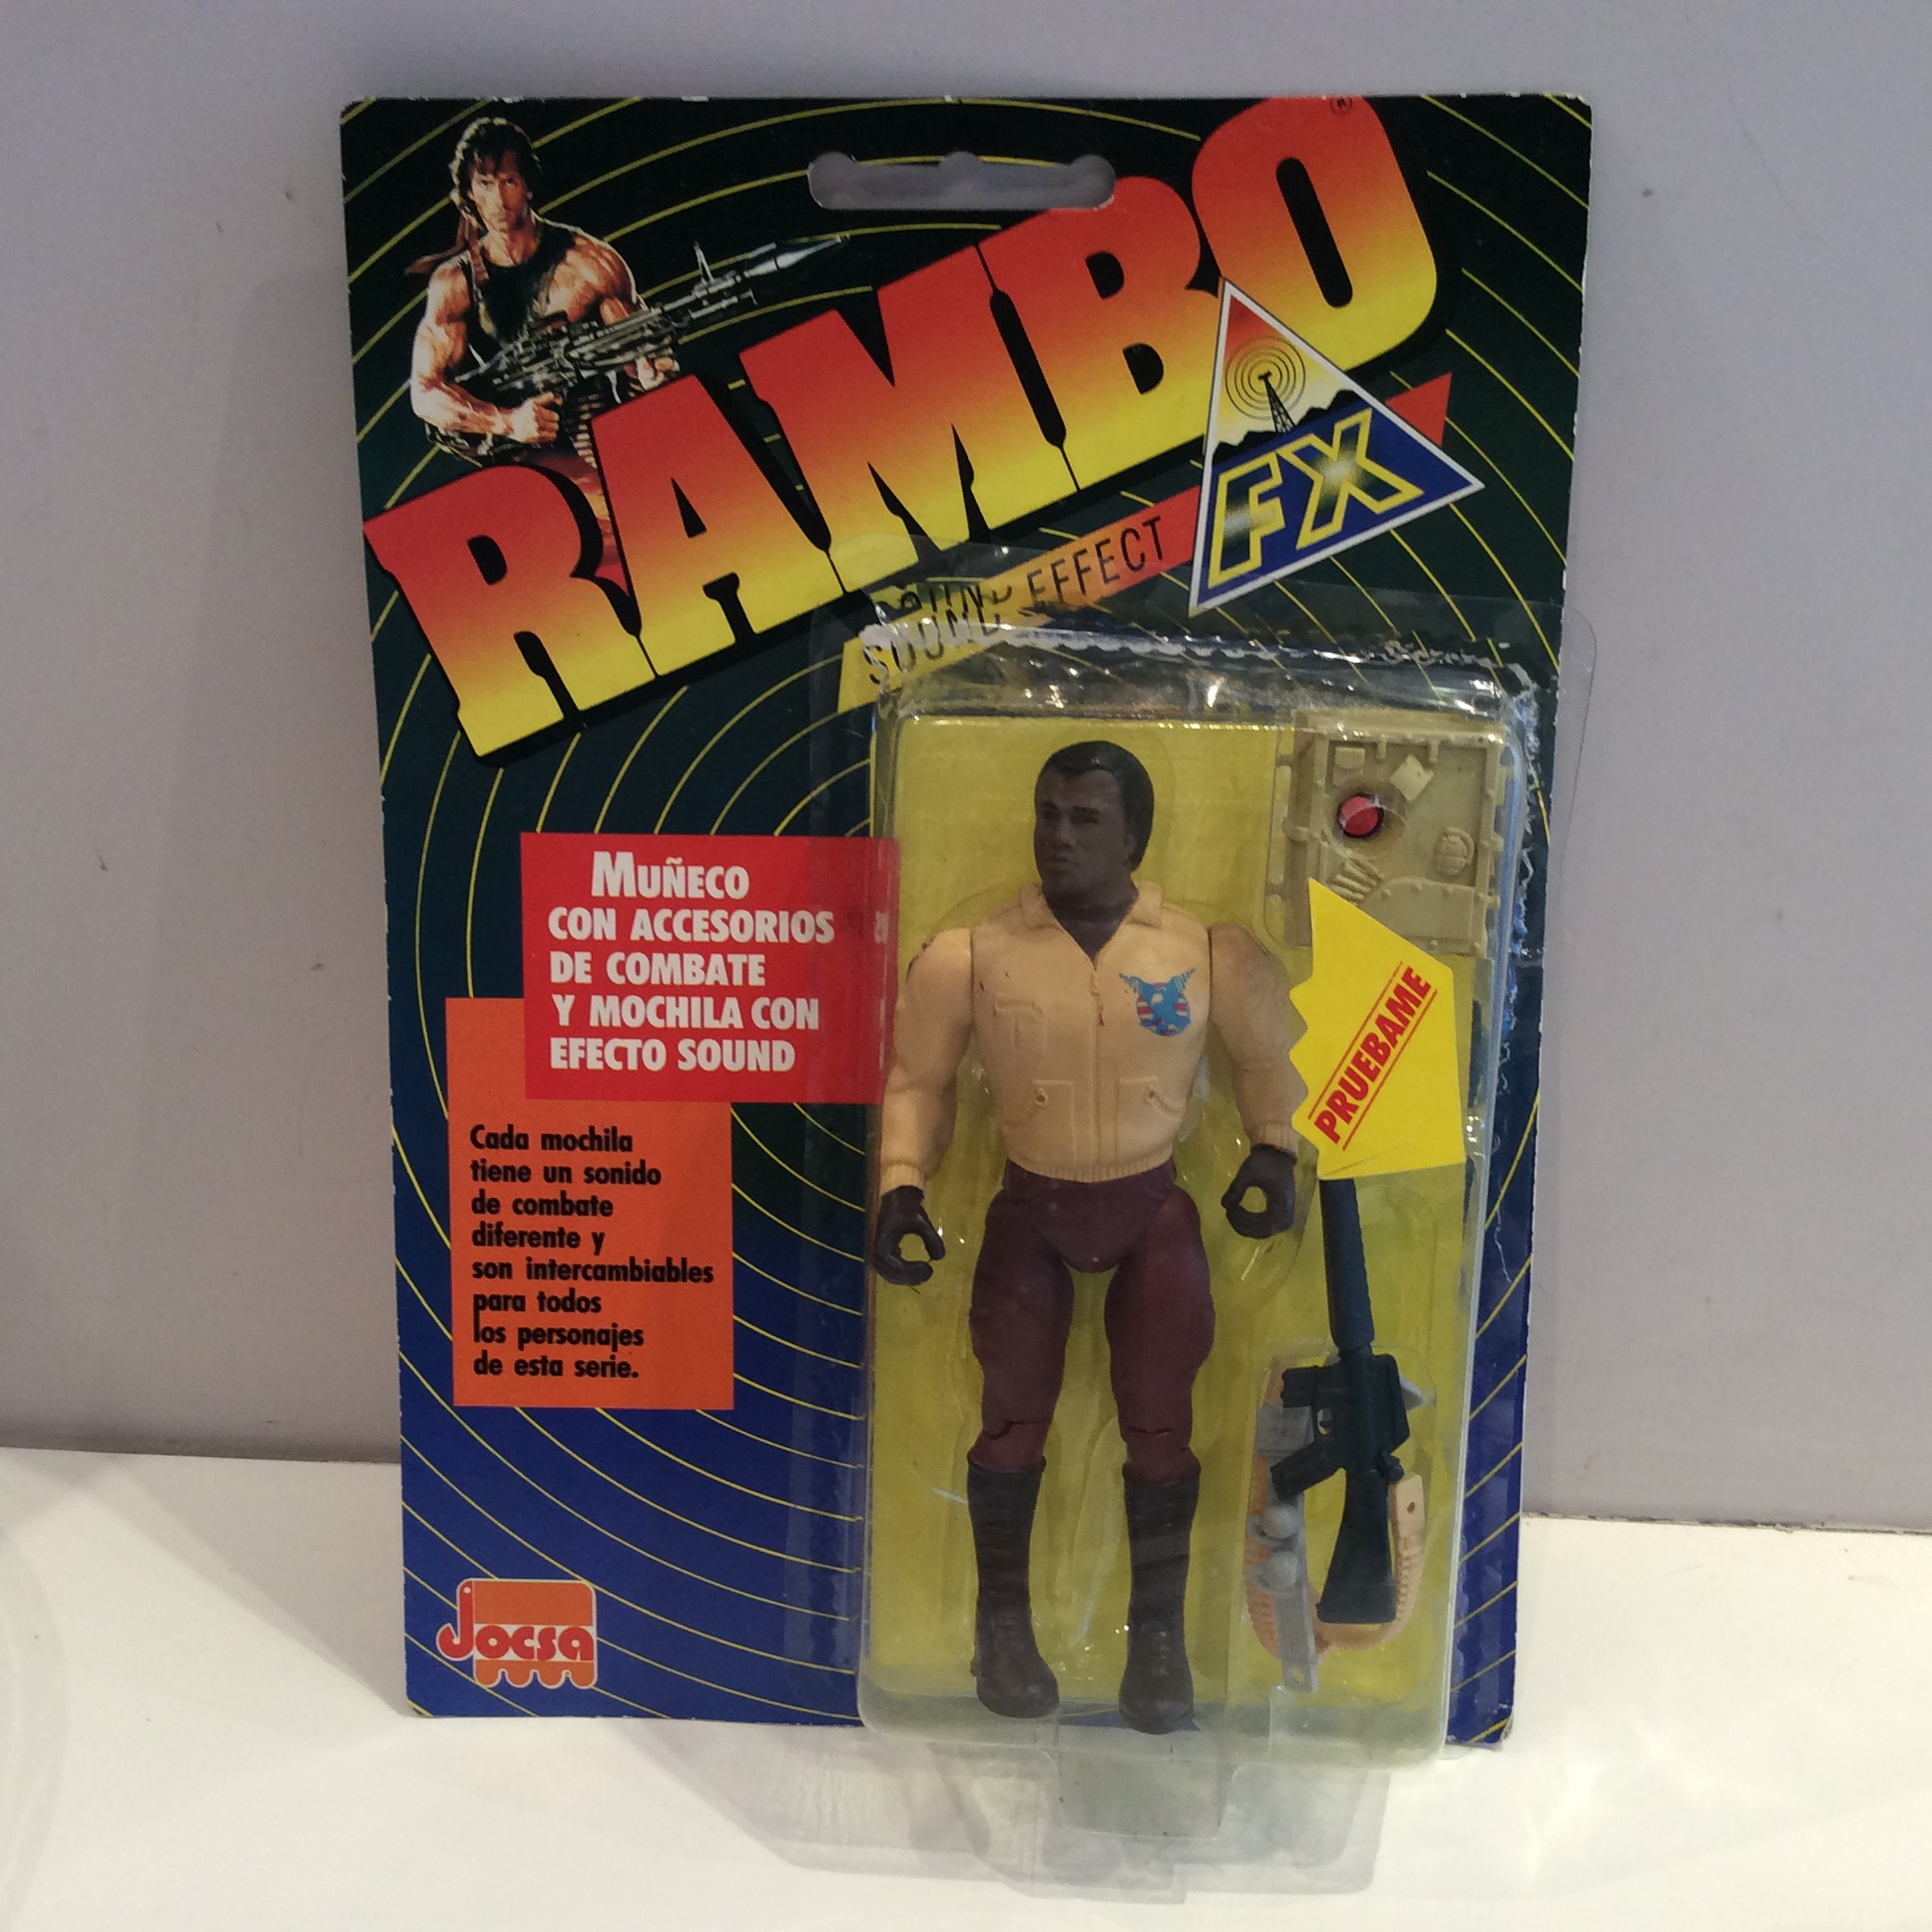 RAMBO®
FX
SOUND EFFECT
MUÑECO
CON ACCESORIOS
DE COMBATE
Y MOCHILA CON
EFECTO SOUND
PRUEBAME
Cada mochila
tiene un sonido
de combate
diferente y
son intercambiables
para todos
los personajes
de esta serie.
Jocsa